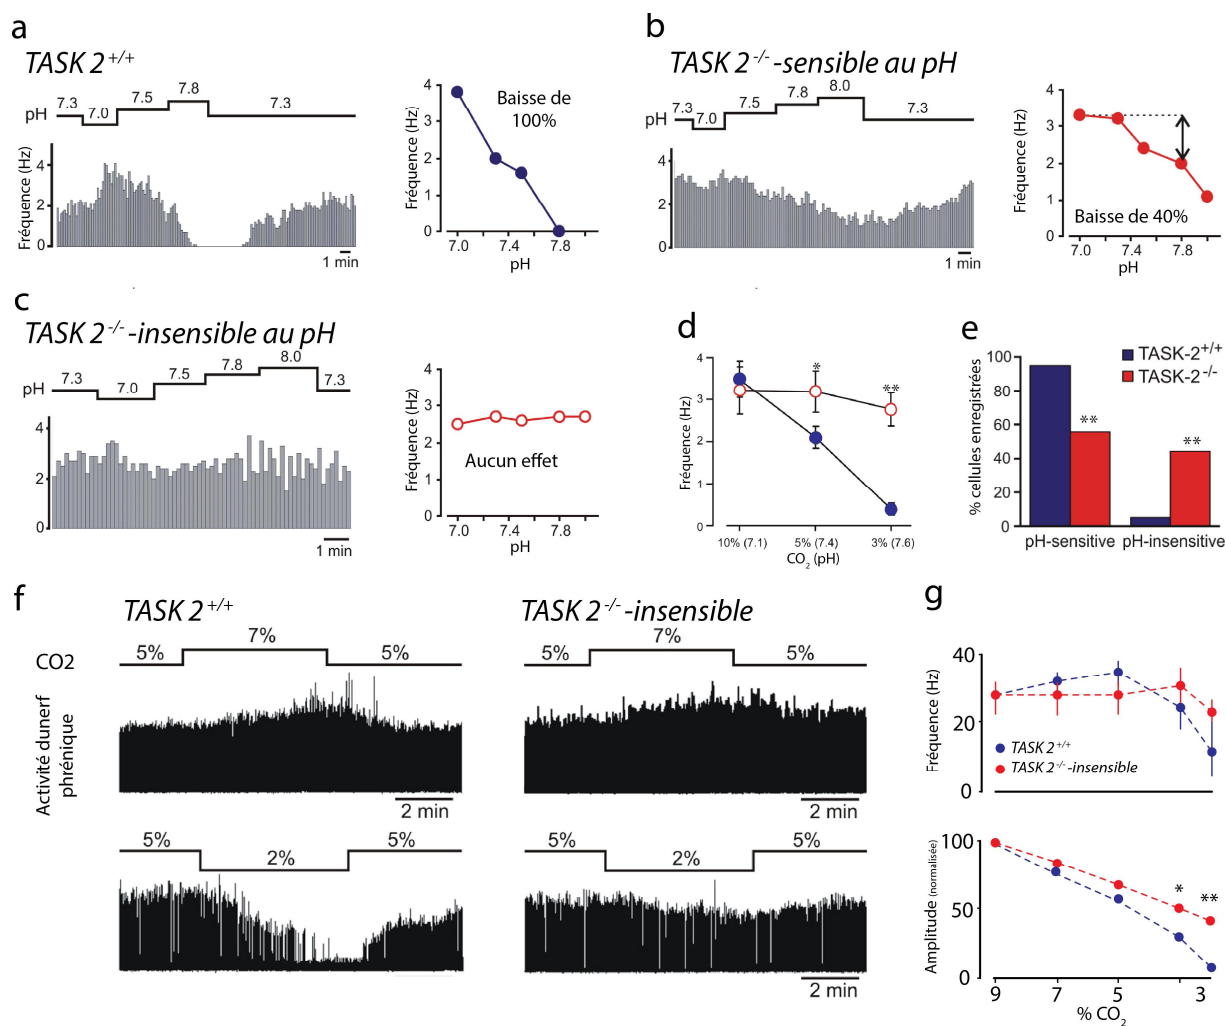 a
TASK 2 +/+
7.3
7.0
7.5
7.8
7.3
pH
Fréquence (Hz)
4
2
0
1 min
Fréquence (Hz)
4
3
2
1
0
Baisse de
100%
7.0
7.4
7.8
pH
b
TASK 2 -/- -sensible au pH
7.3
7.0
7.5
7.8
8.0
7.3
pH
Fréquence (Hz)
4
2
0
1 min
Fréquence (Hz)
4
3
2
1
0
Baisse de 40%
7.0
7.4
7.8
pH
c
TASK 2 -/- -insensible au pH
7.3
7.0
7.5
7.8
8.0
7.3
pH
Fréquence (Hz)
4
2
0
1 min
Fréquence (Hz)
4
3
2
1
0
Aucun effet
7.0
7.4
7.8
pH
d
Fréquence (Hz)
4
3
2
1
0
*
**
10% (7.1)
5% (7.4)
3% (7.6)
CO2 (pH)
e
% cellules enregistrées
100
80
60
40
20
0
TASK-2+/+
TASK-2-/-
**
**
pH-sensitive
pH-insensitive
f
TASK 2 +/+
TASK 2 -/- -insensible
CO2
5%
7%
5%
5%
7%
5%
Activité dunerf
phrénique
2 min
2 min
5%
2%
5%
5%
2%
5%
2 min
g
Fréquence (Hz)
40
20
0
TASK 2 +/+
TASK 2 -/- -insensible
Amplitude (normalisée)
100
50
0
*
**
9
7
5
3
% CO2